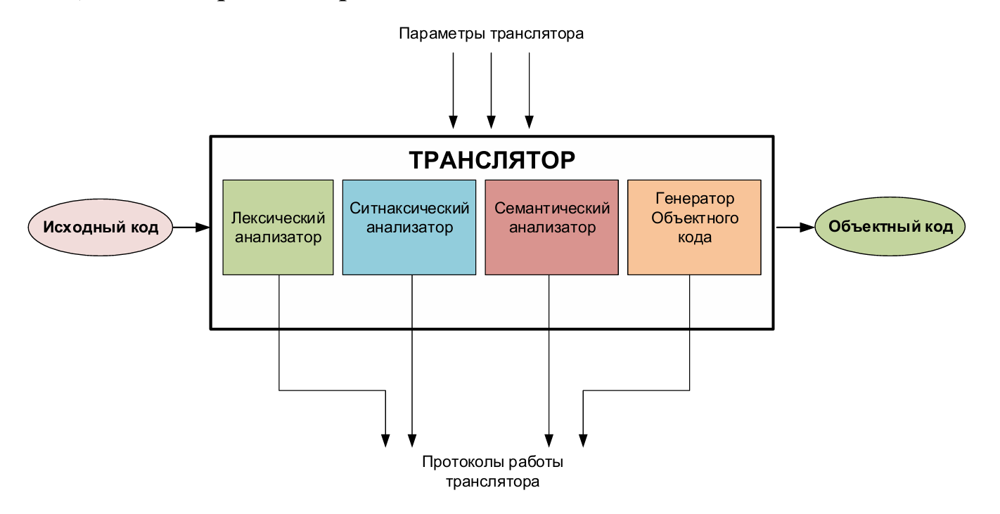 Параметры транслятора
ТРАНСЛЯТОР
Исходный код
Лексический
анализатор
Ситнаксический
анализатор
Семантический
анализатор
Генератор
Объектного
кода
Объектный код
Протоколы работы
транслятора